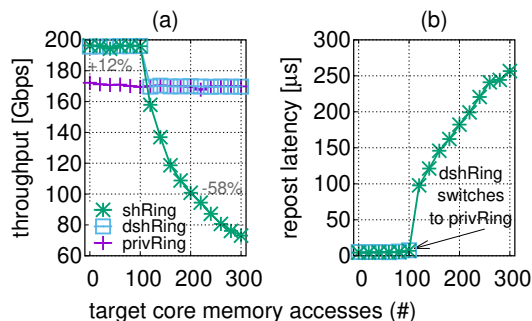 (a)
(b)
throughput [Gbps]
200
180
160
140
120
100
80
60
+12%
-58%
shRing
dshRing
privRing
0 100 200 300
repost latency [µs]
300
250
200
150
100
50
0
dshRing
switches
to privRing
0 100 200 300
target core memory accesses (#)